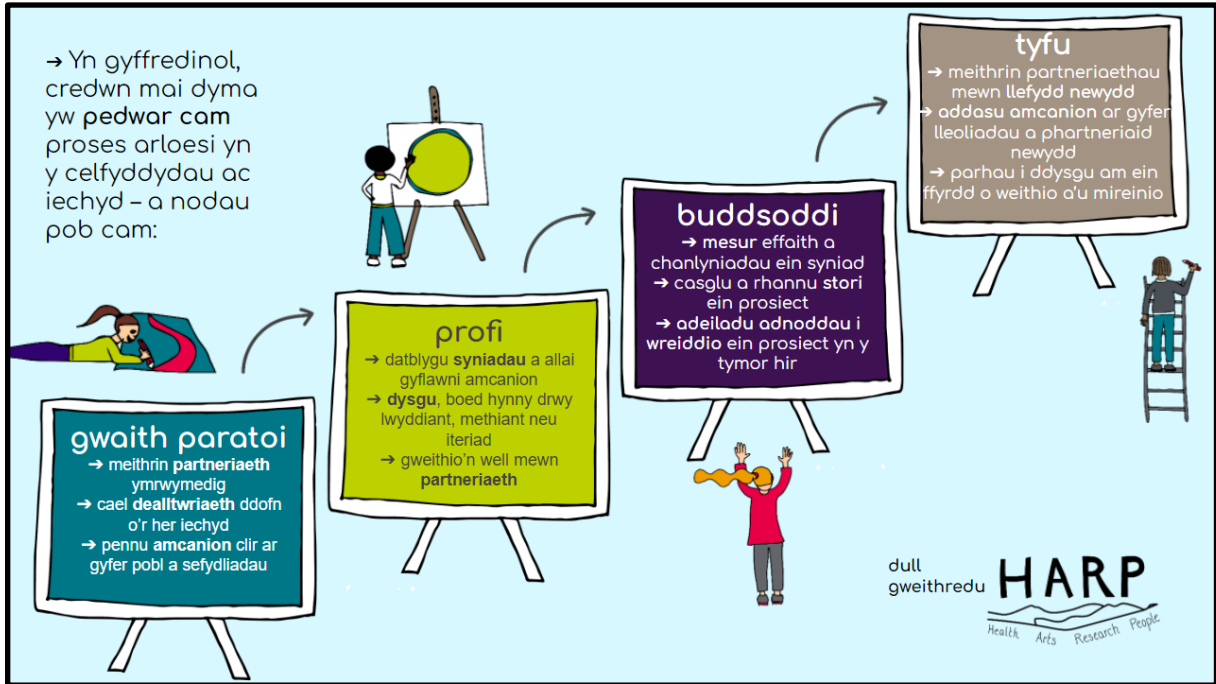 → Yn gyffredinol,
credwn mai dyma
yw pedwar cam
proses arloesi yn
y celfyddydau ac
iechyd – a nodau
pob cam:
gwaith paratoi
→ meithrin partneriaeth
ymrwymedig
→ cael dealltwriaeth ddofn
o'r her iechyd
→ pennu amcanion clir ar
gyfer pobl a sefydliadau
profi
→ datblygu syniadau a allai
gyflawni amcanion
→ dysgu, boed hynny drwy
lwyddiant, methiant neu
iteriad
→ gweithio'n well mewn
partneriaeth
buddsoddi
→ mesur effaith a
chanlyniadau ein syniad
→ casglu a rhannu stori
ein prosiect
→ adeiladu adnoddau i
wreiddio ein prosiect yn y
tymor hir
tyfu
→ meithrin partneriaethau
mewn llefydd newydd
→ addasu amcanion ar gyfer
lleoliadau a phartneriaid
newydd
→ parhau i ddysgu am ein
ffyrdd o weithio a'u mireinio
dull
gweithredu
HARP
Health Arts Research People